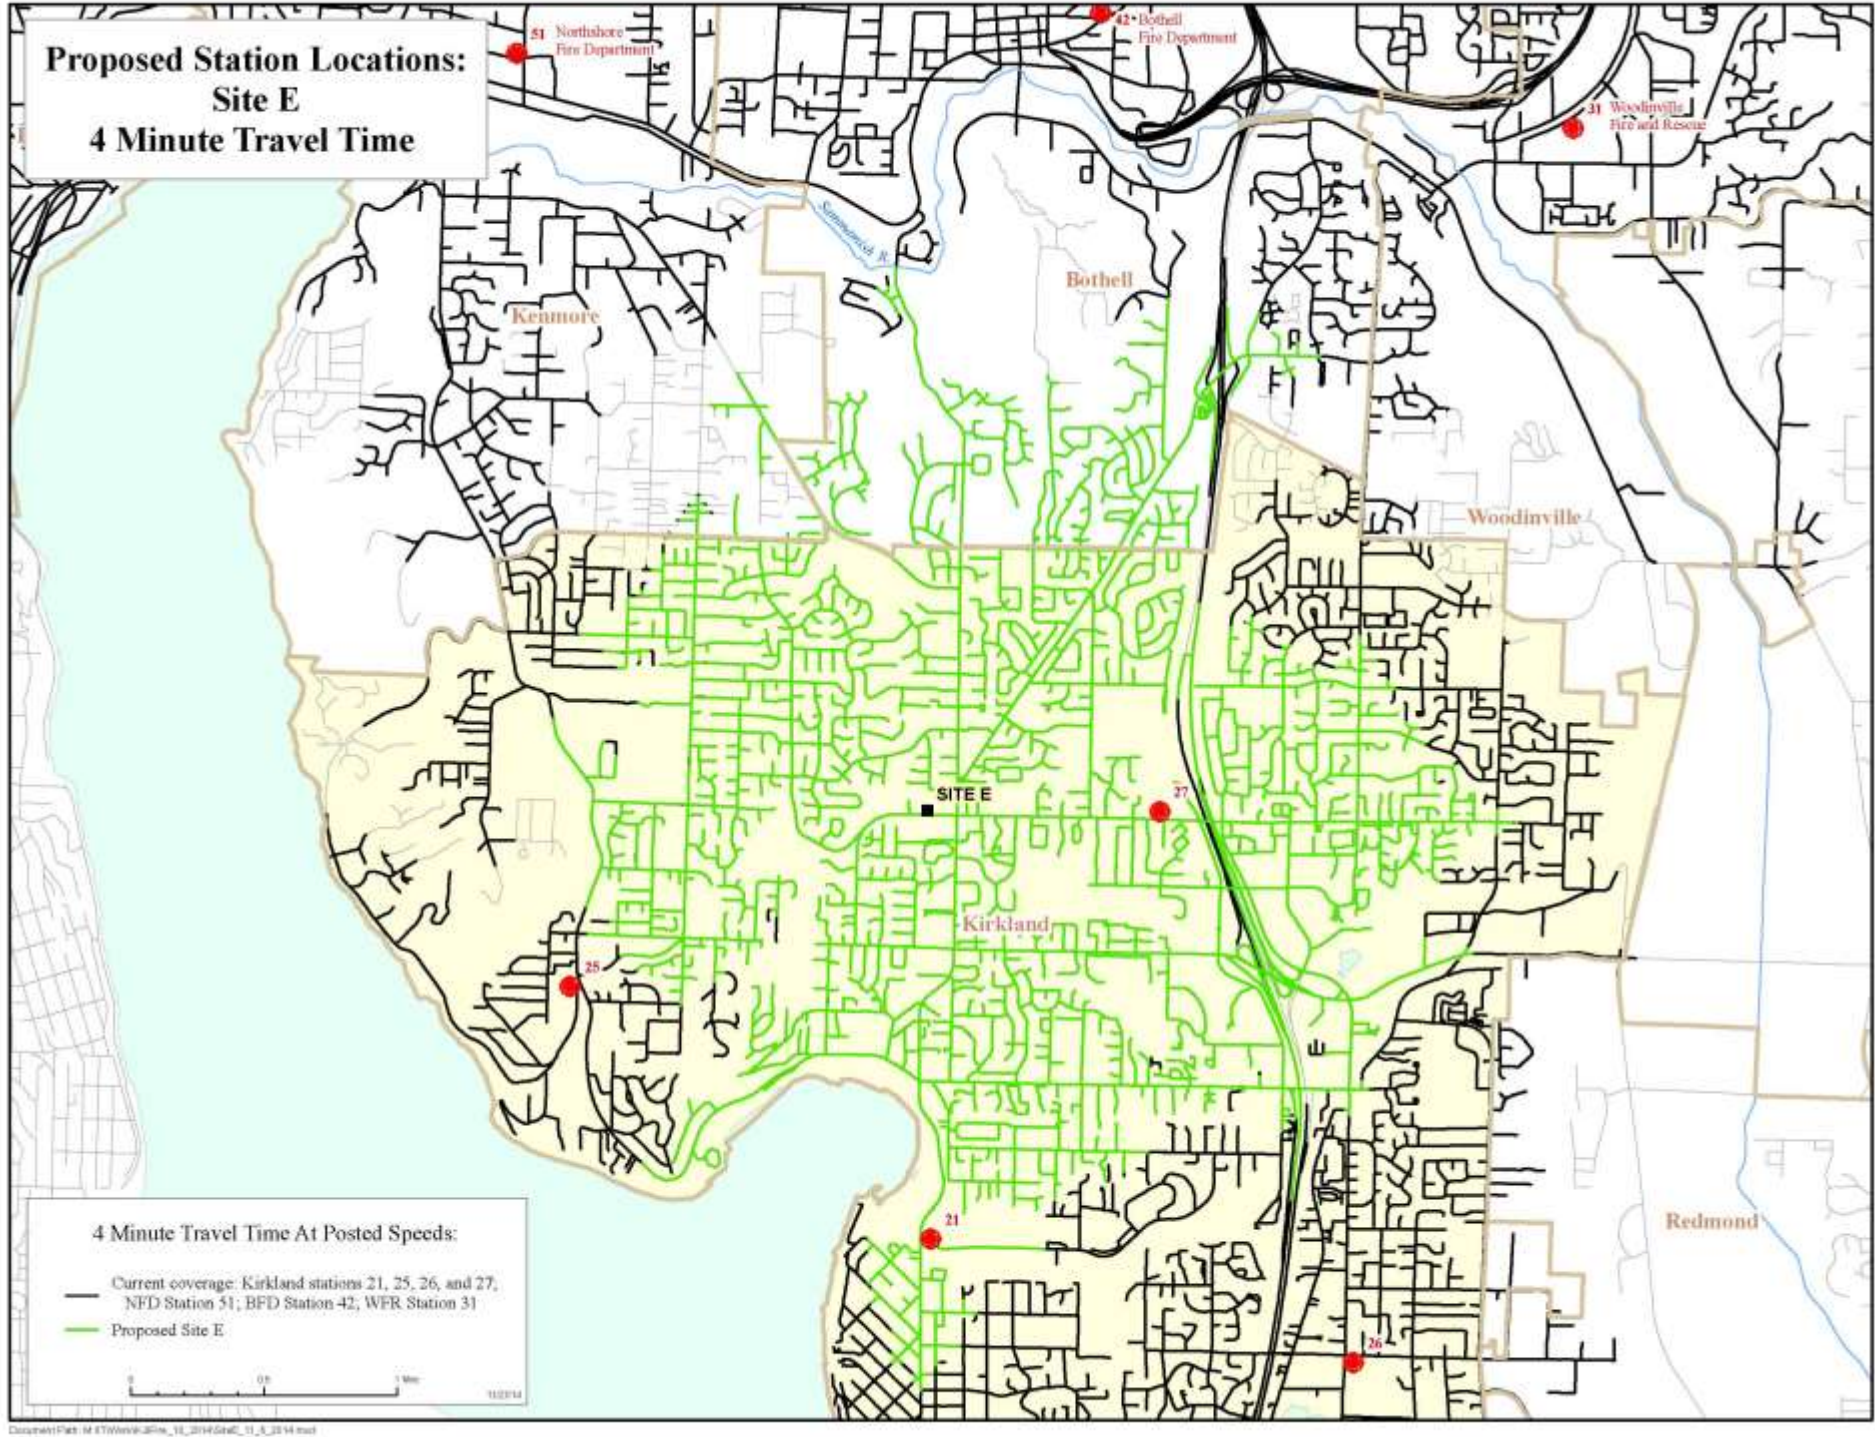 Proposed Station Locations:
Site E
4 Minute Travel Time
51 Northshore
Fire Department
42 Bothell
Fire Department
31 Woodinville
Fire and Rescue
Sammamish R.
Bothell
Kenmore
Woodinville
SITE E
27
Kirkland
25
21
Redmond
26
4 Minute Travel Time At Posted Speeds:
Current coverage: Kirkland stations 21, 25, 26, and 27;
NFD Station 51; BFD Station 42; WFR Station 31
Proposed Site E
0 0.5 1 Miles